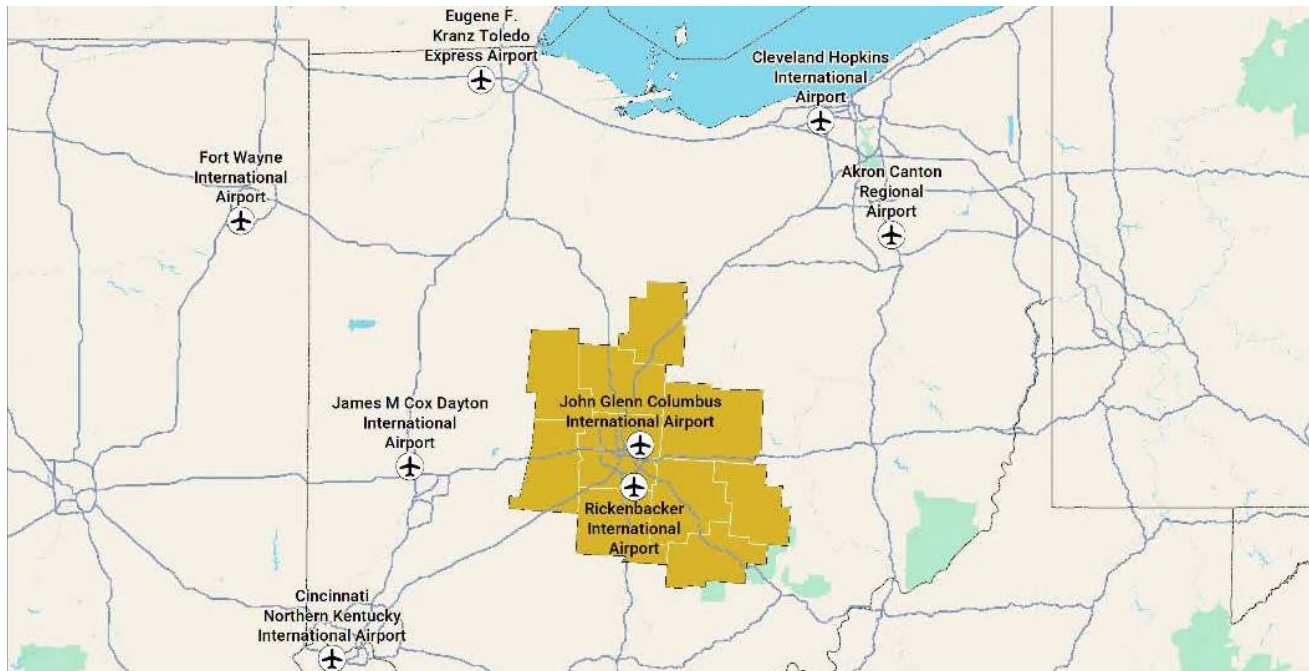 Eugene F.
Kranz Toledo
Express Airport
Cleveland Hopkins
International
Airport
Fort Wayne
International
Airport
Akron Canton
Regional
Airport
James M Cox Dayton
International
Airport
John Glenn Columbus
International Airport
Rickenbacker
International
Airport
Cincinnati
Northern Kentucky
International Airport